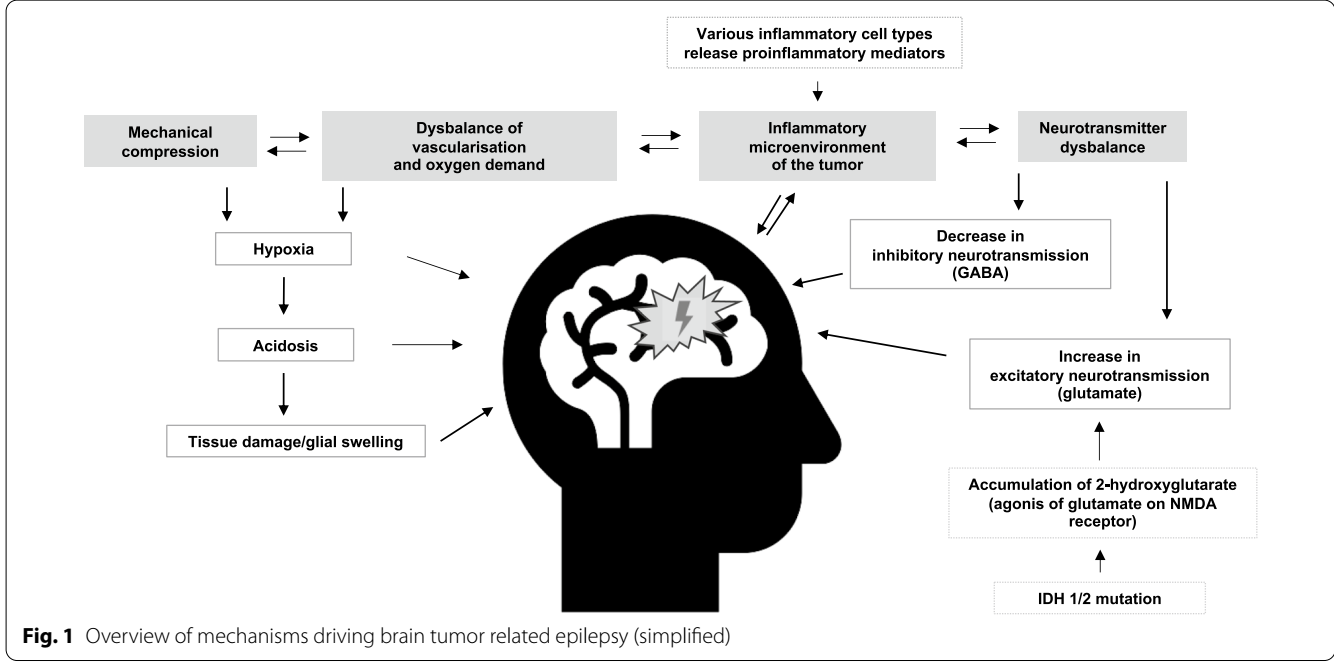 Various inflammatory cell types
release proinflammatory mediators
Mechanical
compression
Dysbalance of
vascularisation
and oxygen demand
Inflammatory
microenvironment
of the tumor
Neurotransmitter
dysbalance
Hypoxia
Decrease in
inhibitory neurotransmission
(GABA)
Acidosis
Increase in
excitatory neurotransmission
(glutamate)
Tissue damage/glial swelling
Accumulation of 2-hydroxyglutarate
(agonis of glutamate on NMDA
receptor)
IDH 1/2 mutation
Fig. 1 Overview of mechanisms driving brain tumor related epilepsy (simplified)